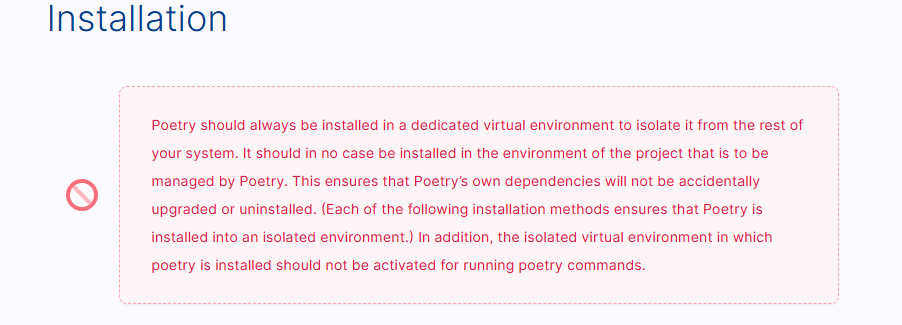 Installation
Poetry should always be installed in a dedicated virtual environment to isolate it from the rest of
your system. It should in no case be installed in the environment of the project that is to be
managed by Poetry. This ensures that Poetry’s own dependencies will not be accidentally
upgraded or uninstalled. (Each of the following installation methods ensures that Poetry is
installed into an isolated environment.) In addition, the isolated virtual environment in which
poetry is installed should not be activated for running poetry commands.